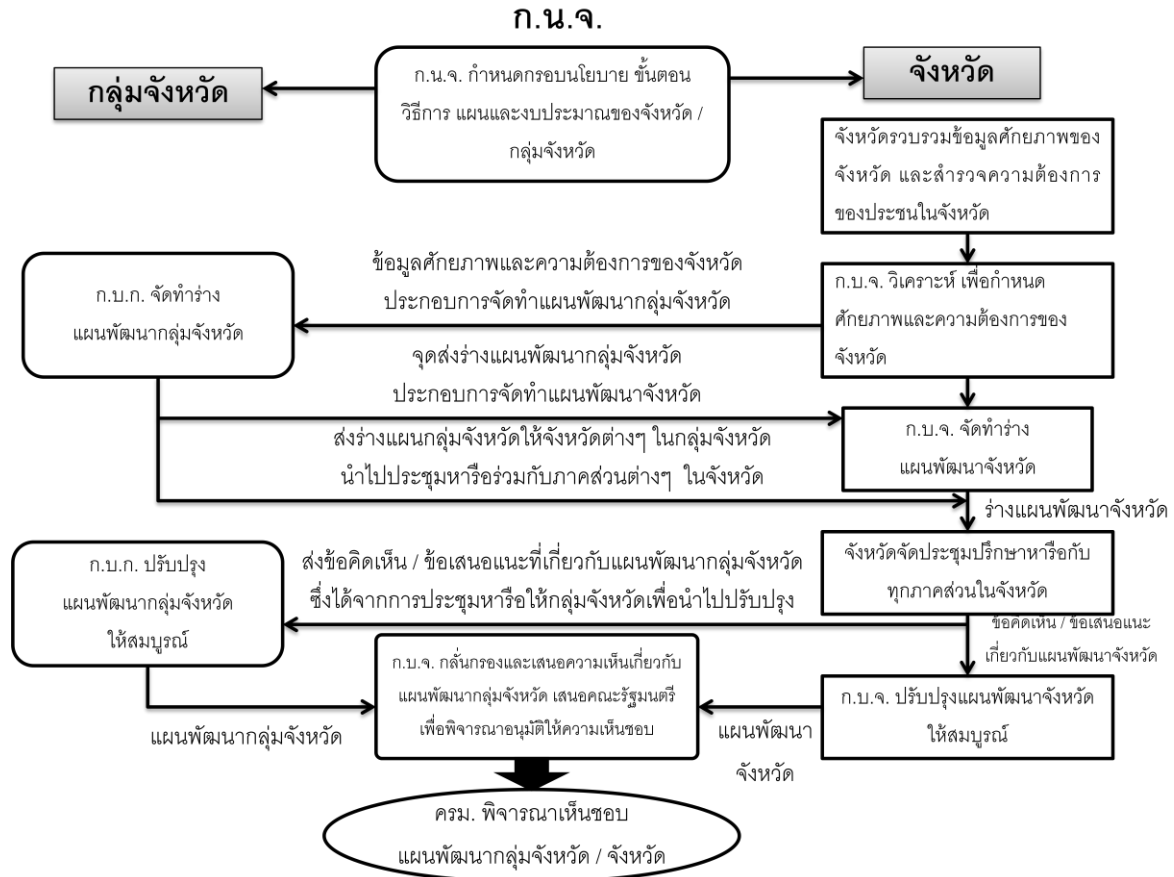 ก.น.จ.
กลุ่มจังหวัด
ก.น.จ. กำหนดกรอบนโยบาย ขั้นตอน
วิธีการ แผนและงบประมาณของจังหวัด /
กลุ่มจังหวัด
จังหวัด
จังหวัดรวบรวมข้อมูลศักยภาพของ
จังหวัด และสำรวจความต้องการ
ของประชนในจังหวัด
ข้อมูลศักยภาพและความต้องการของจังหวัด
ประกอบการจัดทำแผนพัฒนากลุ่มจังหวัด
ก.บ.ก. จัดทำร่าง
แผนพัฒนากลุ่มจังหวัด
ก.บ.จ. วิเคราะห์ เพื่อกำหนด
ศักยภาพและความต้องการของ
จังหวัด
จุดส่งร่างแผนพัฒนากลุ่มจังหวัด
ประกอบการจัดทำแผนพัฒนาจังหวัด
ส่งร่างแผนกลุ่มจังหวัดให้จังหวัดต่างๆ ในกลุ่มจังหวัด
นำไปประชุมหารือร่วมกับภาคส่วนต่างๆ ในจังหวัด
ก.บ.จ. จัดทำร่าง
แผนพัฒนาจังหวัด
ร่างแผนพัฒนาจังหวัด
ก.บ.ก. ปรับปรุง
แผนพัฒนากลุ่มจังหวัด
ให้สมบูรณ์
ส่งข้อคิดเห็น / ข้อเสนอแนะที่เกี่ยวกับแผนพัฒนากลุ่มจังหวัด
ซึ่งได้จากการประชุมหารือให้กลุ่มจังหวัดเพื่อนำไปปรับปรุง
จังหวัดจัดประชุมปรึกษาหารือกับ
ทุกภาคส่วนในจังหวัด
ข้อคิดเห็น / ข้อเสนอแนะ
เกี่ยวกับแผนพัฒนาจังหวัด
ก.บ.จ. กลั่นกรองและเสนอความเห็นเกี่ยวกับ
แผนพัฒนากลุ่มจังหวัด เสนอคณะรัฐมนตรี
เพื่อพิจารณาอนุมัติให้ความเห็นชอบ
ก.บ.จ. ปรับปรุงแผนพัฒนาจังหวัด
ให้สมบูรณ์
แผนพัฒนากลุ่มจังหวัด
แผนพัฒนา
จังหวัด
ครม. พิจารณาเห็นชอบ
แผนพัฒนากลุ่มจังหวัด / จังหวัด